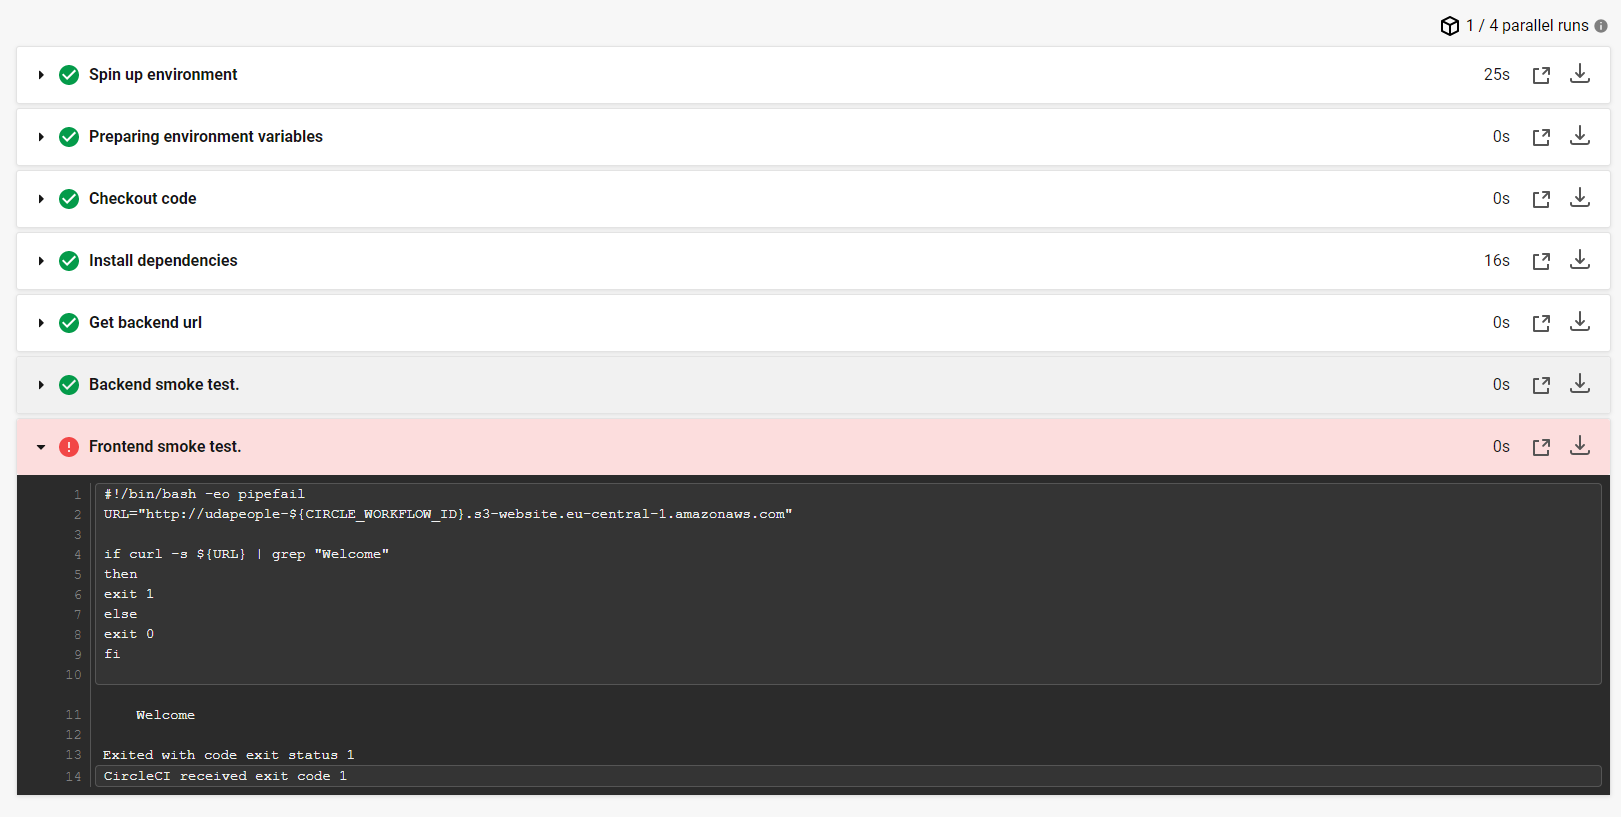 1 / 4 parallel runs
Spin up environment 25s
Preparing environment variables 0s
Checkout code 0s
Install dependencies 16s
Get backend url 0s
Backend smoke test. 0s
Frontend smoke test. 0s
1 #!/bin/bash -eo pipefail
2 URL="http://udapeople-${CIRCLE_WORKFLOW_ID}.s3-website.eu-central-1.amazonaws.com"
3
4 if curl -s ${URL} | grep "Welcome"
5 then
6 exit 1
7 else
8 exit 0
9 fi
10
11 Welcome
12
13 Exited with code exit status 1
14 CircleCI received exit code 1